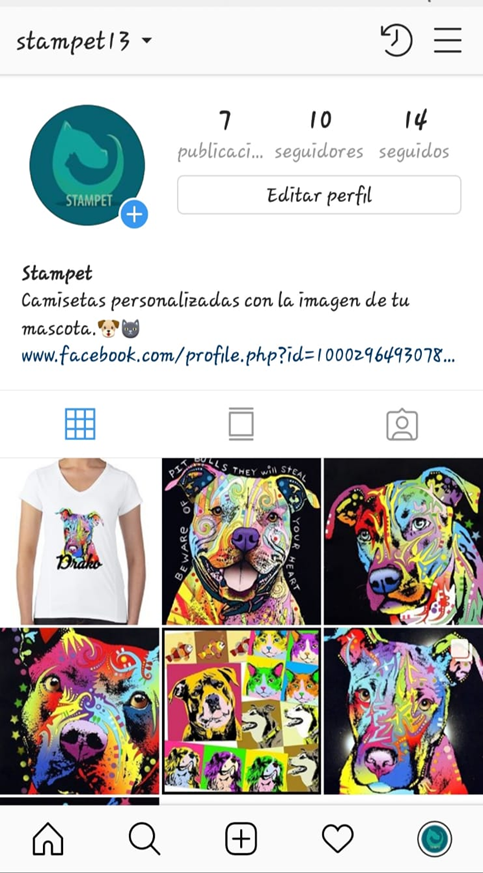 stampet13
7 10 14
publicaci... seguidores seguidos
STAMPET
Editar perfil
Stampet
Camisetas personalizadas con la imagen de tu
mascota.🐶🐱
www.facebook.com/profile.php?id=1000296493078...
BEWARE OF PIT BULLS THEY WILL STEAL YOUR HEART
Drako